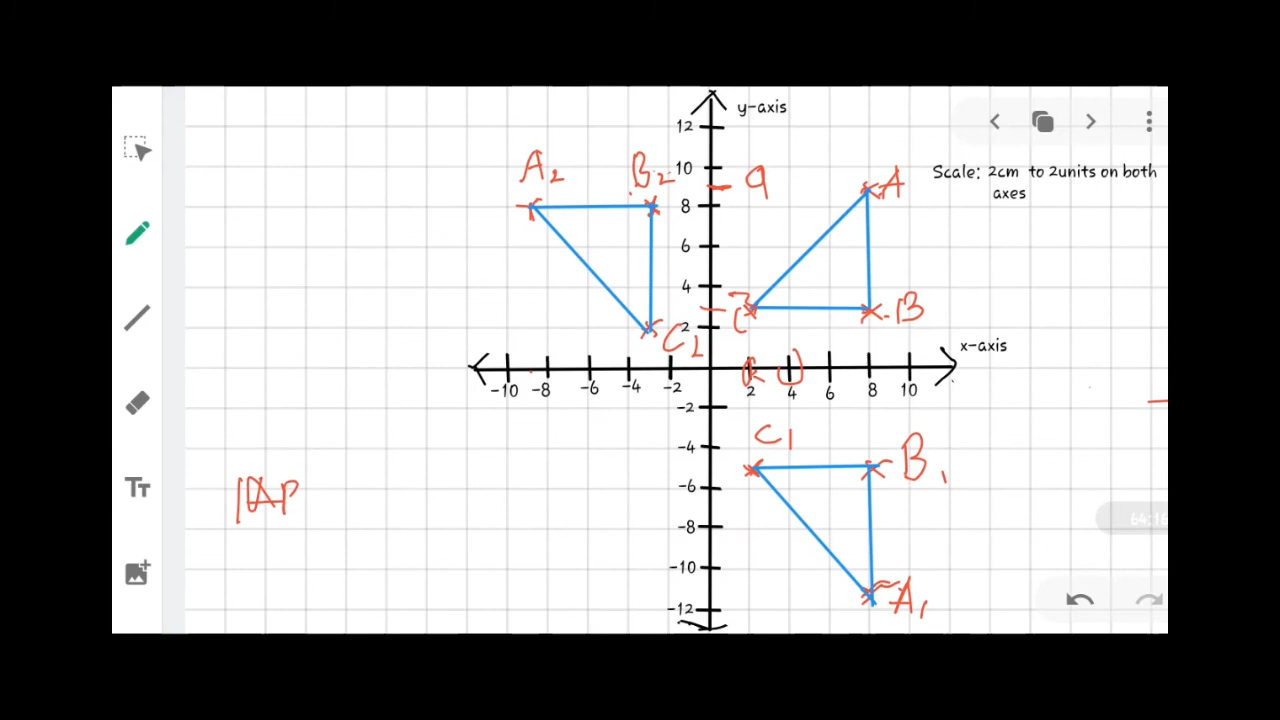 y-axis
12
A2
B2
10
9
A
Scale: 2cm to 2units on both
axes
8
6
4
C
B
2
C2
x-axis
-10 -8 -6 -4 -2 2 4 6 8 10
-2
C1
-4
B1
-6
-8
-10
A1
-12
TT